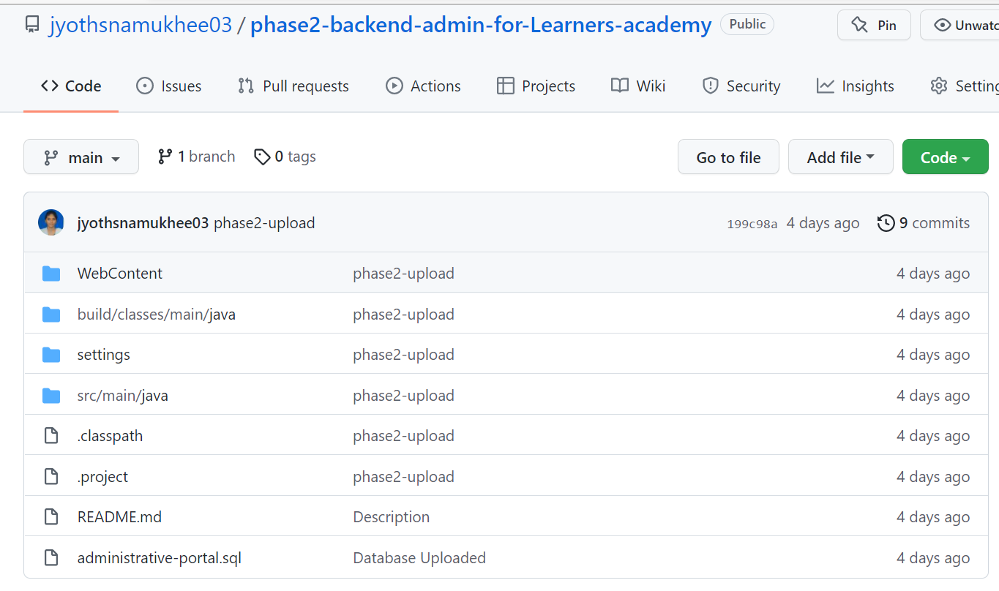 jyothsnamukhee03 / phase2-backend-admin-for-Learners-academy Public Pin Unwatc
Code Issues Pull requests Actions Projects Wiki Security Insights Setting
main 1 branch 0 tags Go to file Add file Code
jyothsnamukhee03 phase2-upload 199c98a 4 days ago 9 commits
WebContent phase2-upload 4 days ago
build/classes/main/java phase2-upload 4 days ago
settings phase2-upload 4 days ago
src/main/java phase2-upload 4 days ago
.classpath phase2-upload 4 days ago
.project phase2-upload 4 days ago
README.md Description 4 days ago
administrative-portal.sql Database Uploaded 4 days ago